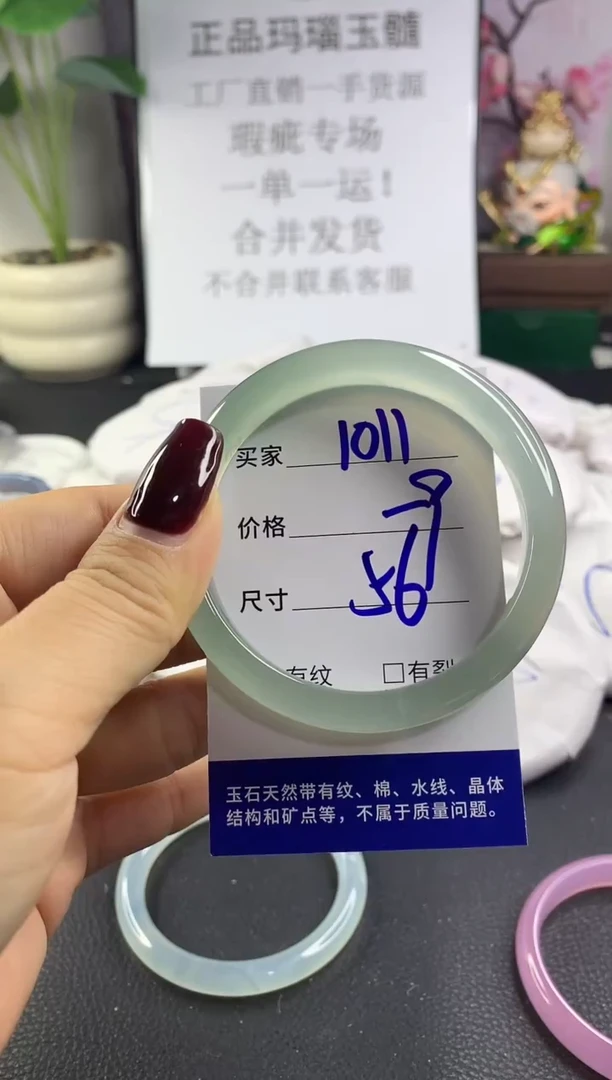 正品玛瑙玉髓
工厂直销一手货源
瑕疵专场
一单一运!
合并发货
不合并联系客服
买家 1011
价格
尺寸 56
有纹 □有裂
玉石天然带有纹、棉、水线、晶体
结构和矿点等，不属于质量问题。